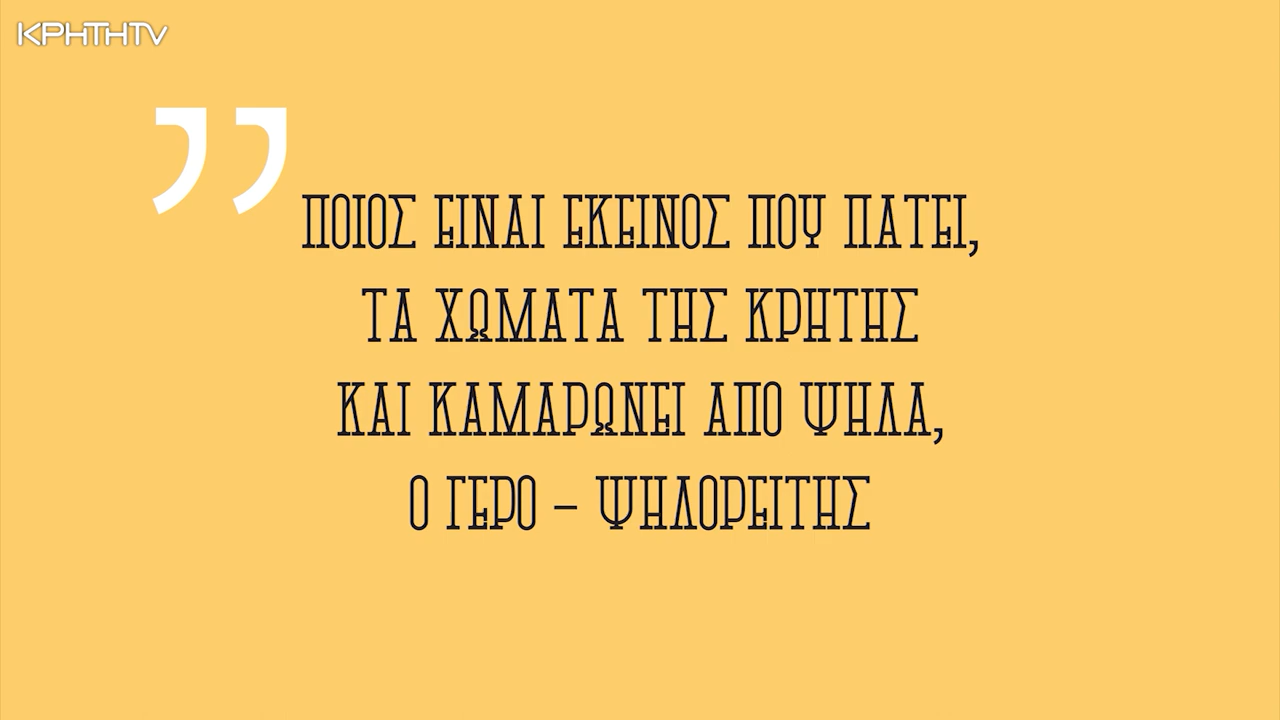 ΚΡΗΤΗTV
”
ΠΟΙΟΣ ΕΙΝΑΙ ΕΚΕΙΝΟΣ ΠΟΥ ΠΑΤΕΙ,
ΤΑ ΧΩΜΑΤΑ ΤΗΣ ΚΡΗΤΗΣ
ΚΑΙ ΚΑΜΑΡΩΝΕΙ ΑΠΟ ΨΗΛΑ,
Ο ΓΕΡΟ – ΨΗΛΟΡΕΙΤΗΣ